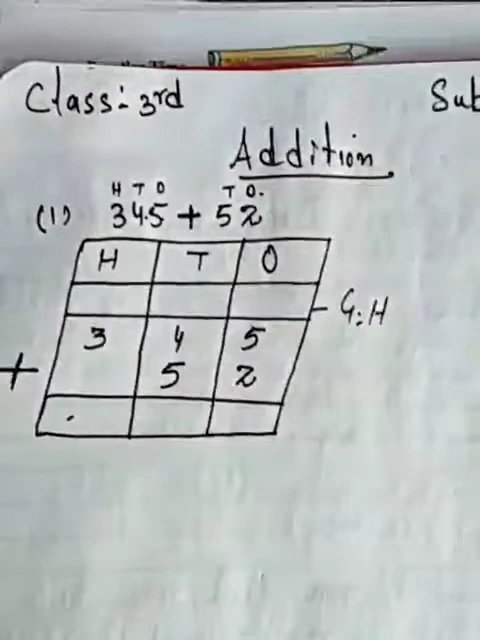 Class:- 3rd
Sub
Addition
H T O T O.
(1) 345 + 52
H T O
G:H
3 4 5
+ 5 2